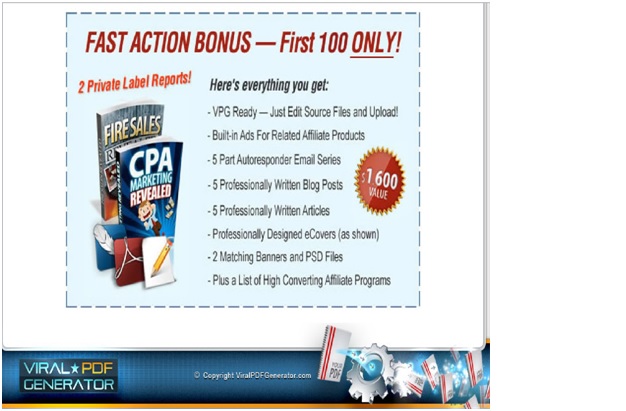 FAST ACTION BONUS — First 100 ONLY!
2 Private Label Reports!
Here's everything you get:
- VPG Ready — Just Edit Source Files and Upload!
- Built-in Ads For Related Affiliate Products
- 5 Part Autoresponder Email Series
- 5 Professionally Written Blog Posts
- 5 Professionally Written Articles
- Professionally Designed eCovers (as shown)
- 2 Matching Banners and PSD Files
- Plus a List of High Converting Affiliate Programs
$1600
VALUE
FIRE SALES
CPA
MARKETING
REVEALED
VIRAL★PDF
GENERATOR
© Copyright ViralPDFGenerator.com